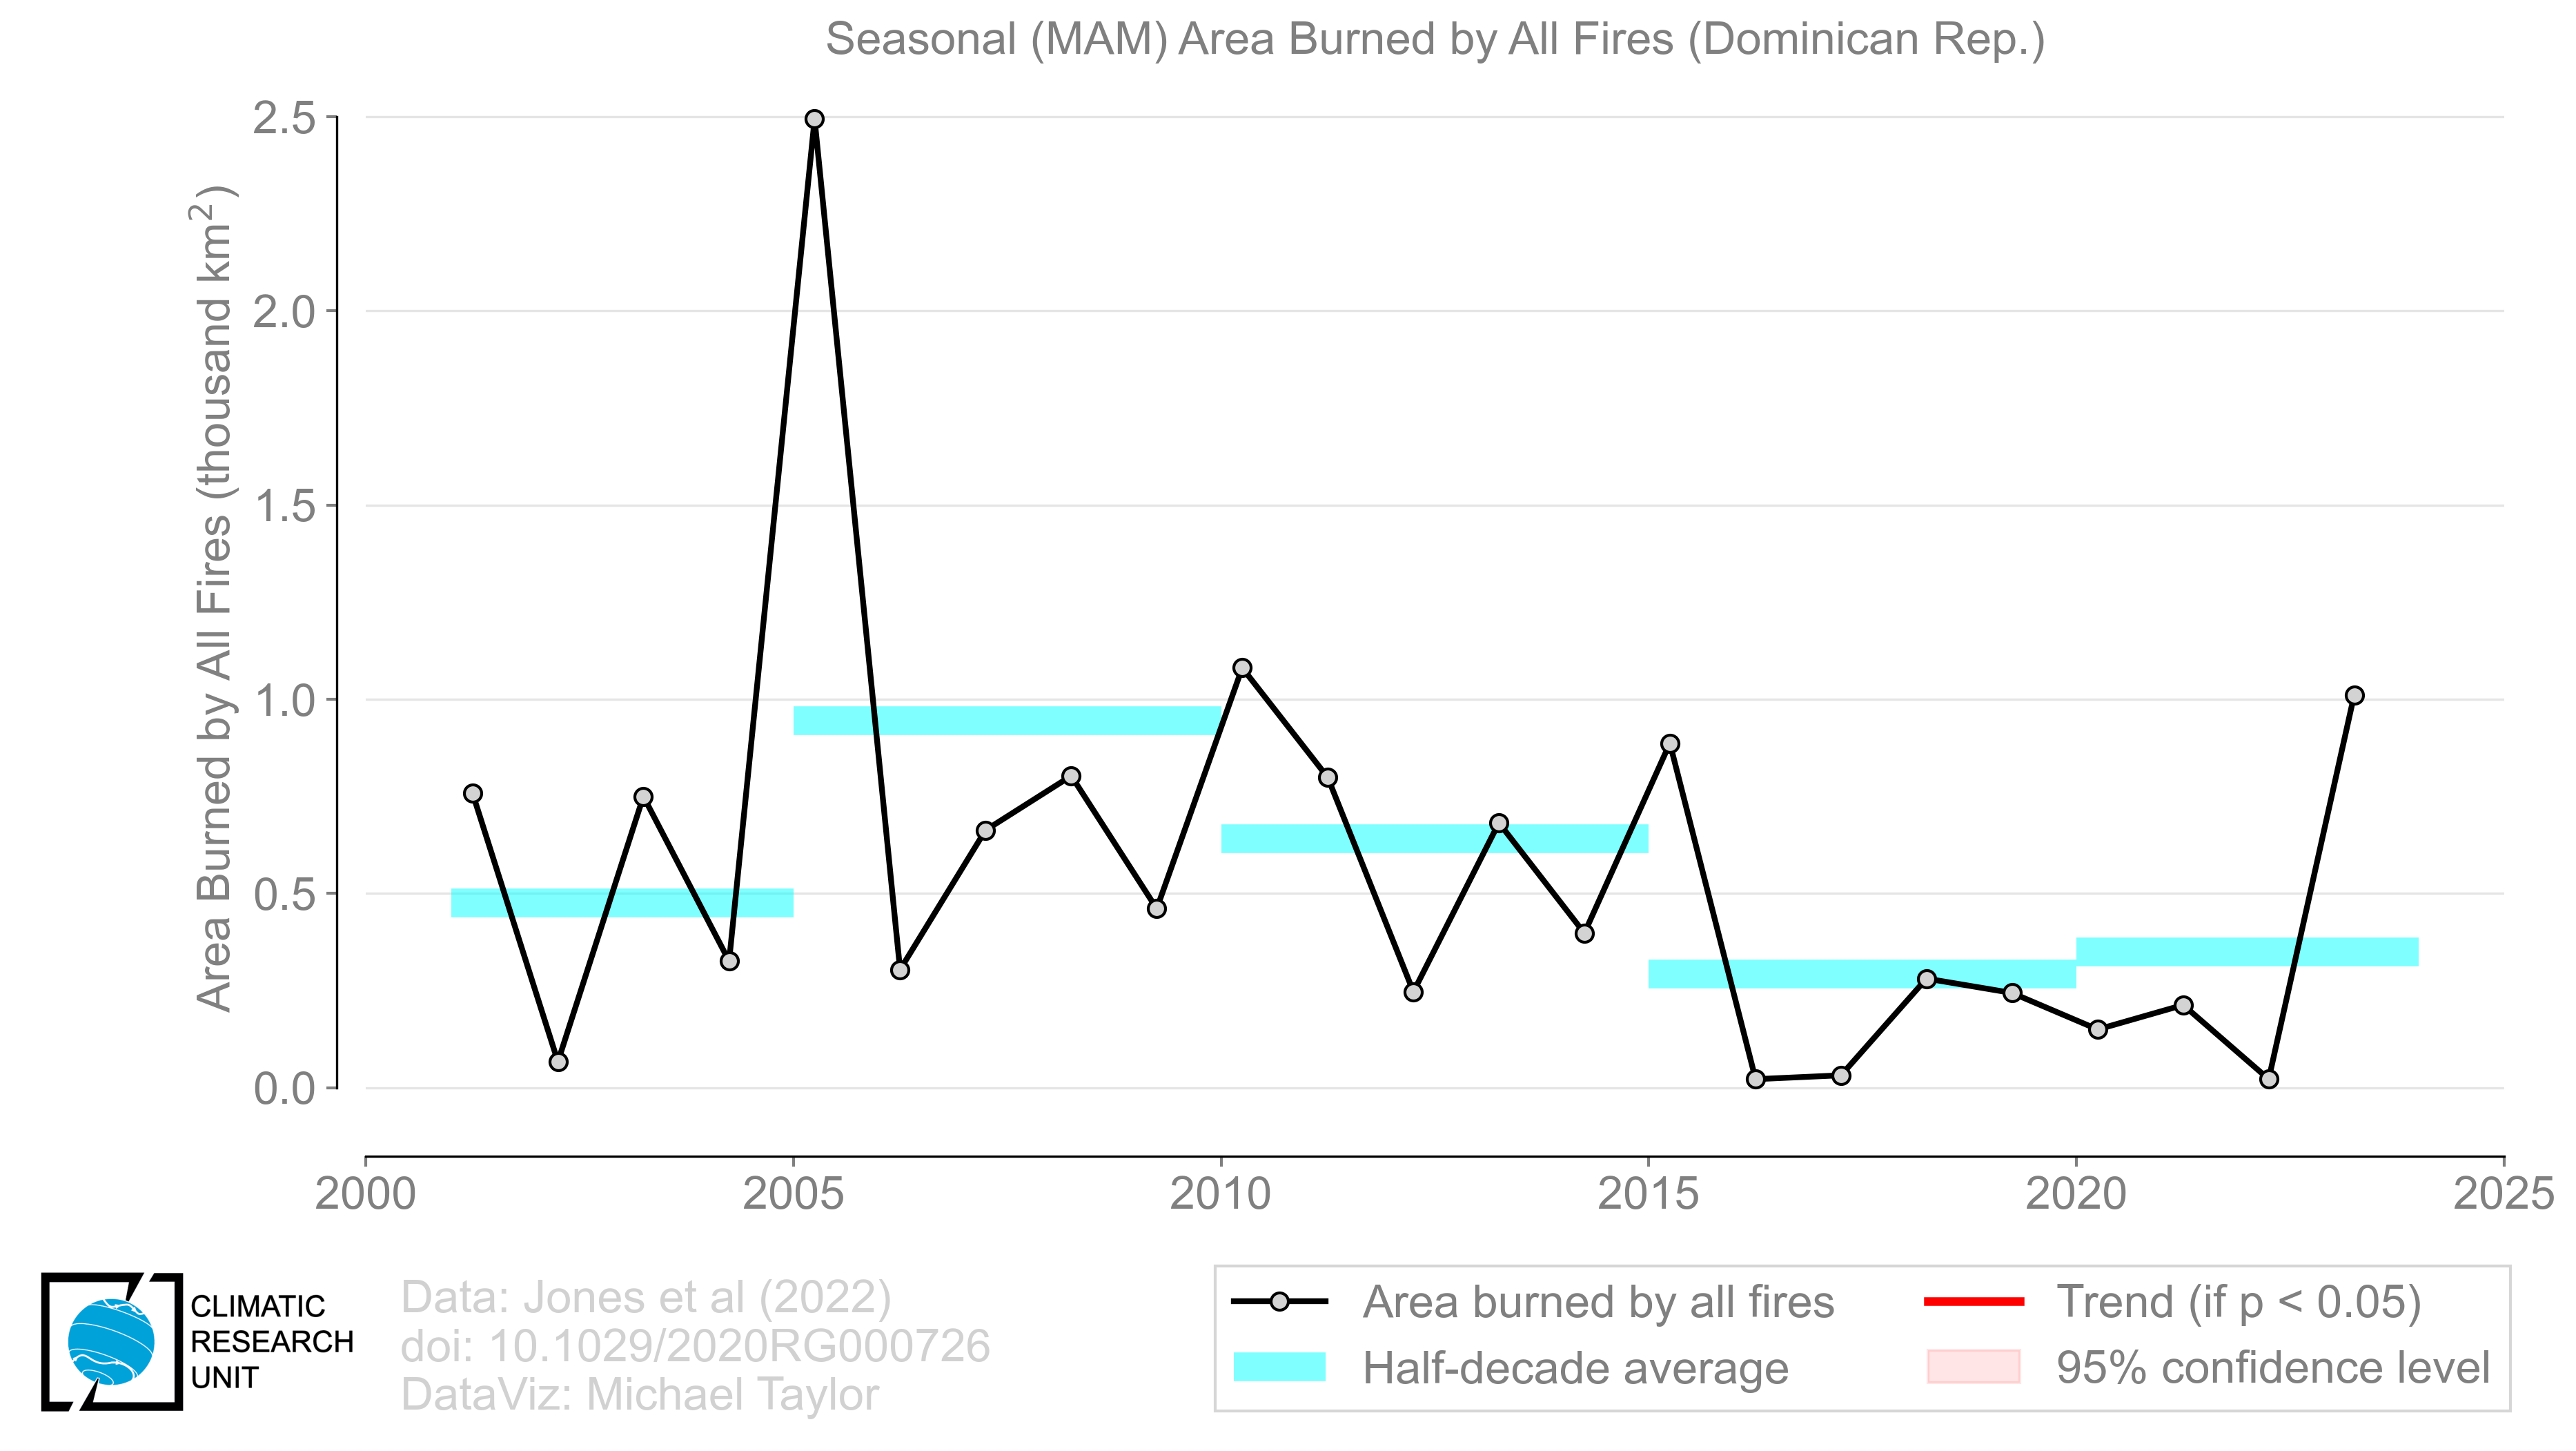 Seasonal (MAM) Area Burned by All Fires (Dominican Rep.)
Area Burned by All Fires (thousand km²)
2.5
2.0
1.5
1.0
0.5
0.0
2000
2005
2010
2015
2020
2025
CLIMATIC
RESEARCH
UNIT
Data: Jones et al (2022)
doi: 10.1029/2020RG000726
DataViz: Michael Taylor
Area burned by all fires
Half-decade average
Trend (if p < 0.05)
95% confidence level